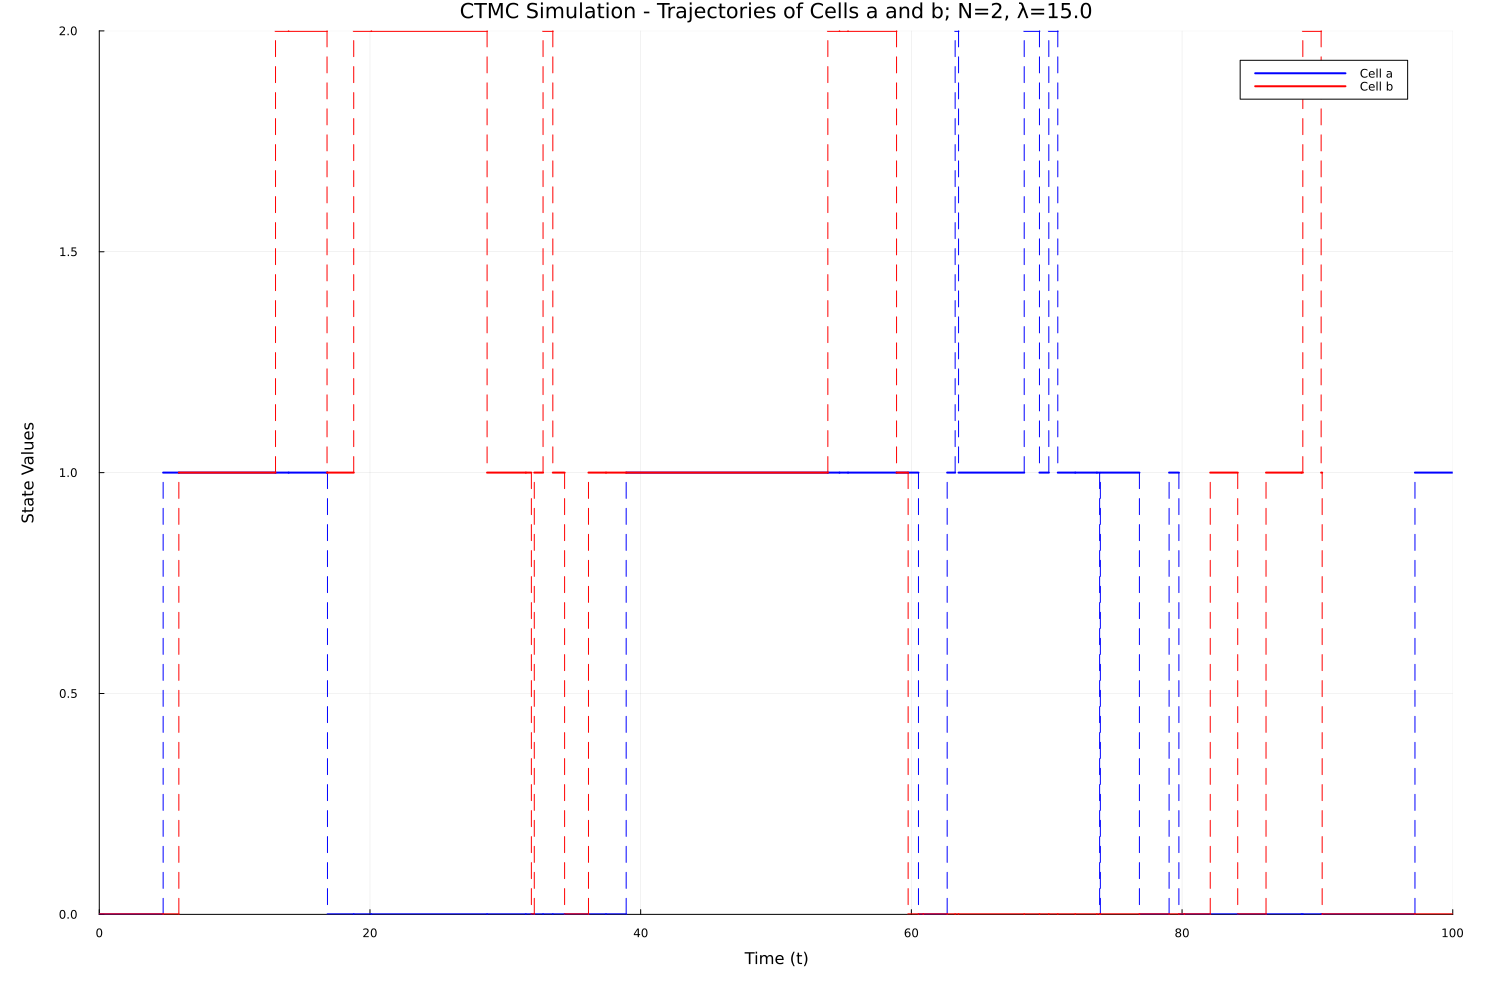 CTMC Simulation - Trajectories of Cells a and b; N=2, λ=15.0
2.0
Cell a
Cell b
1.5
1.0
State Values
0.5
0.0
0 20 40 60 80 100
Time (t)